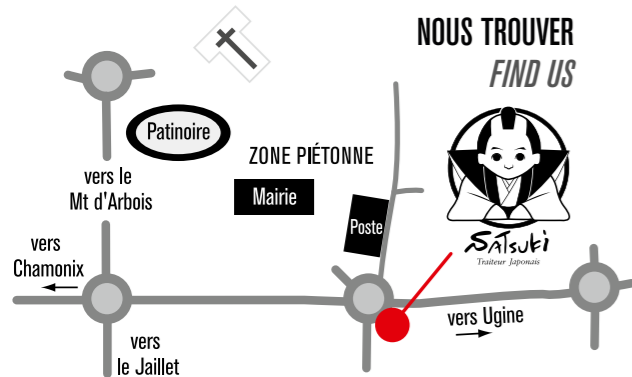 NOUS TROUVER
FIND US
Patinoire
ZONE PIÉTONNE
vers le
Mt d'Arbois
Mairie
Poste
SATSUKI
Traiteur Japonais
vers
Chamonix
vers Ugine
vers
le Jaillet